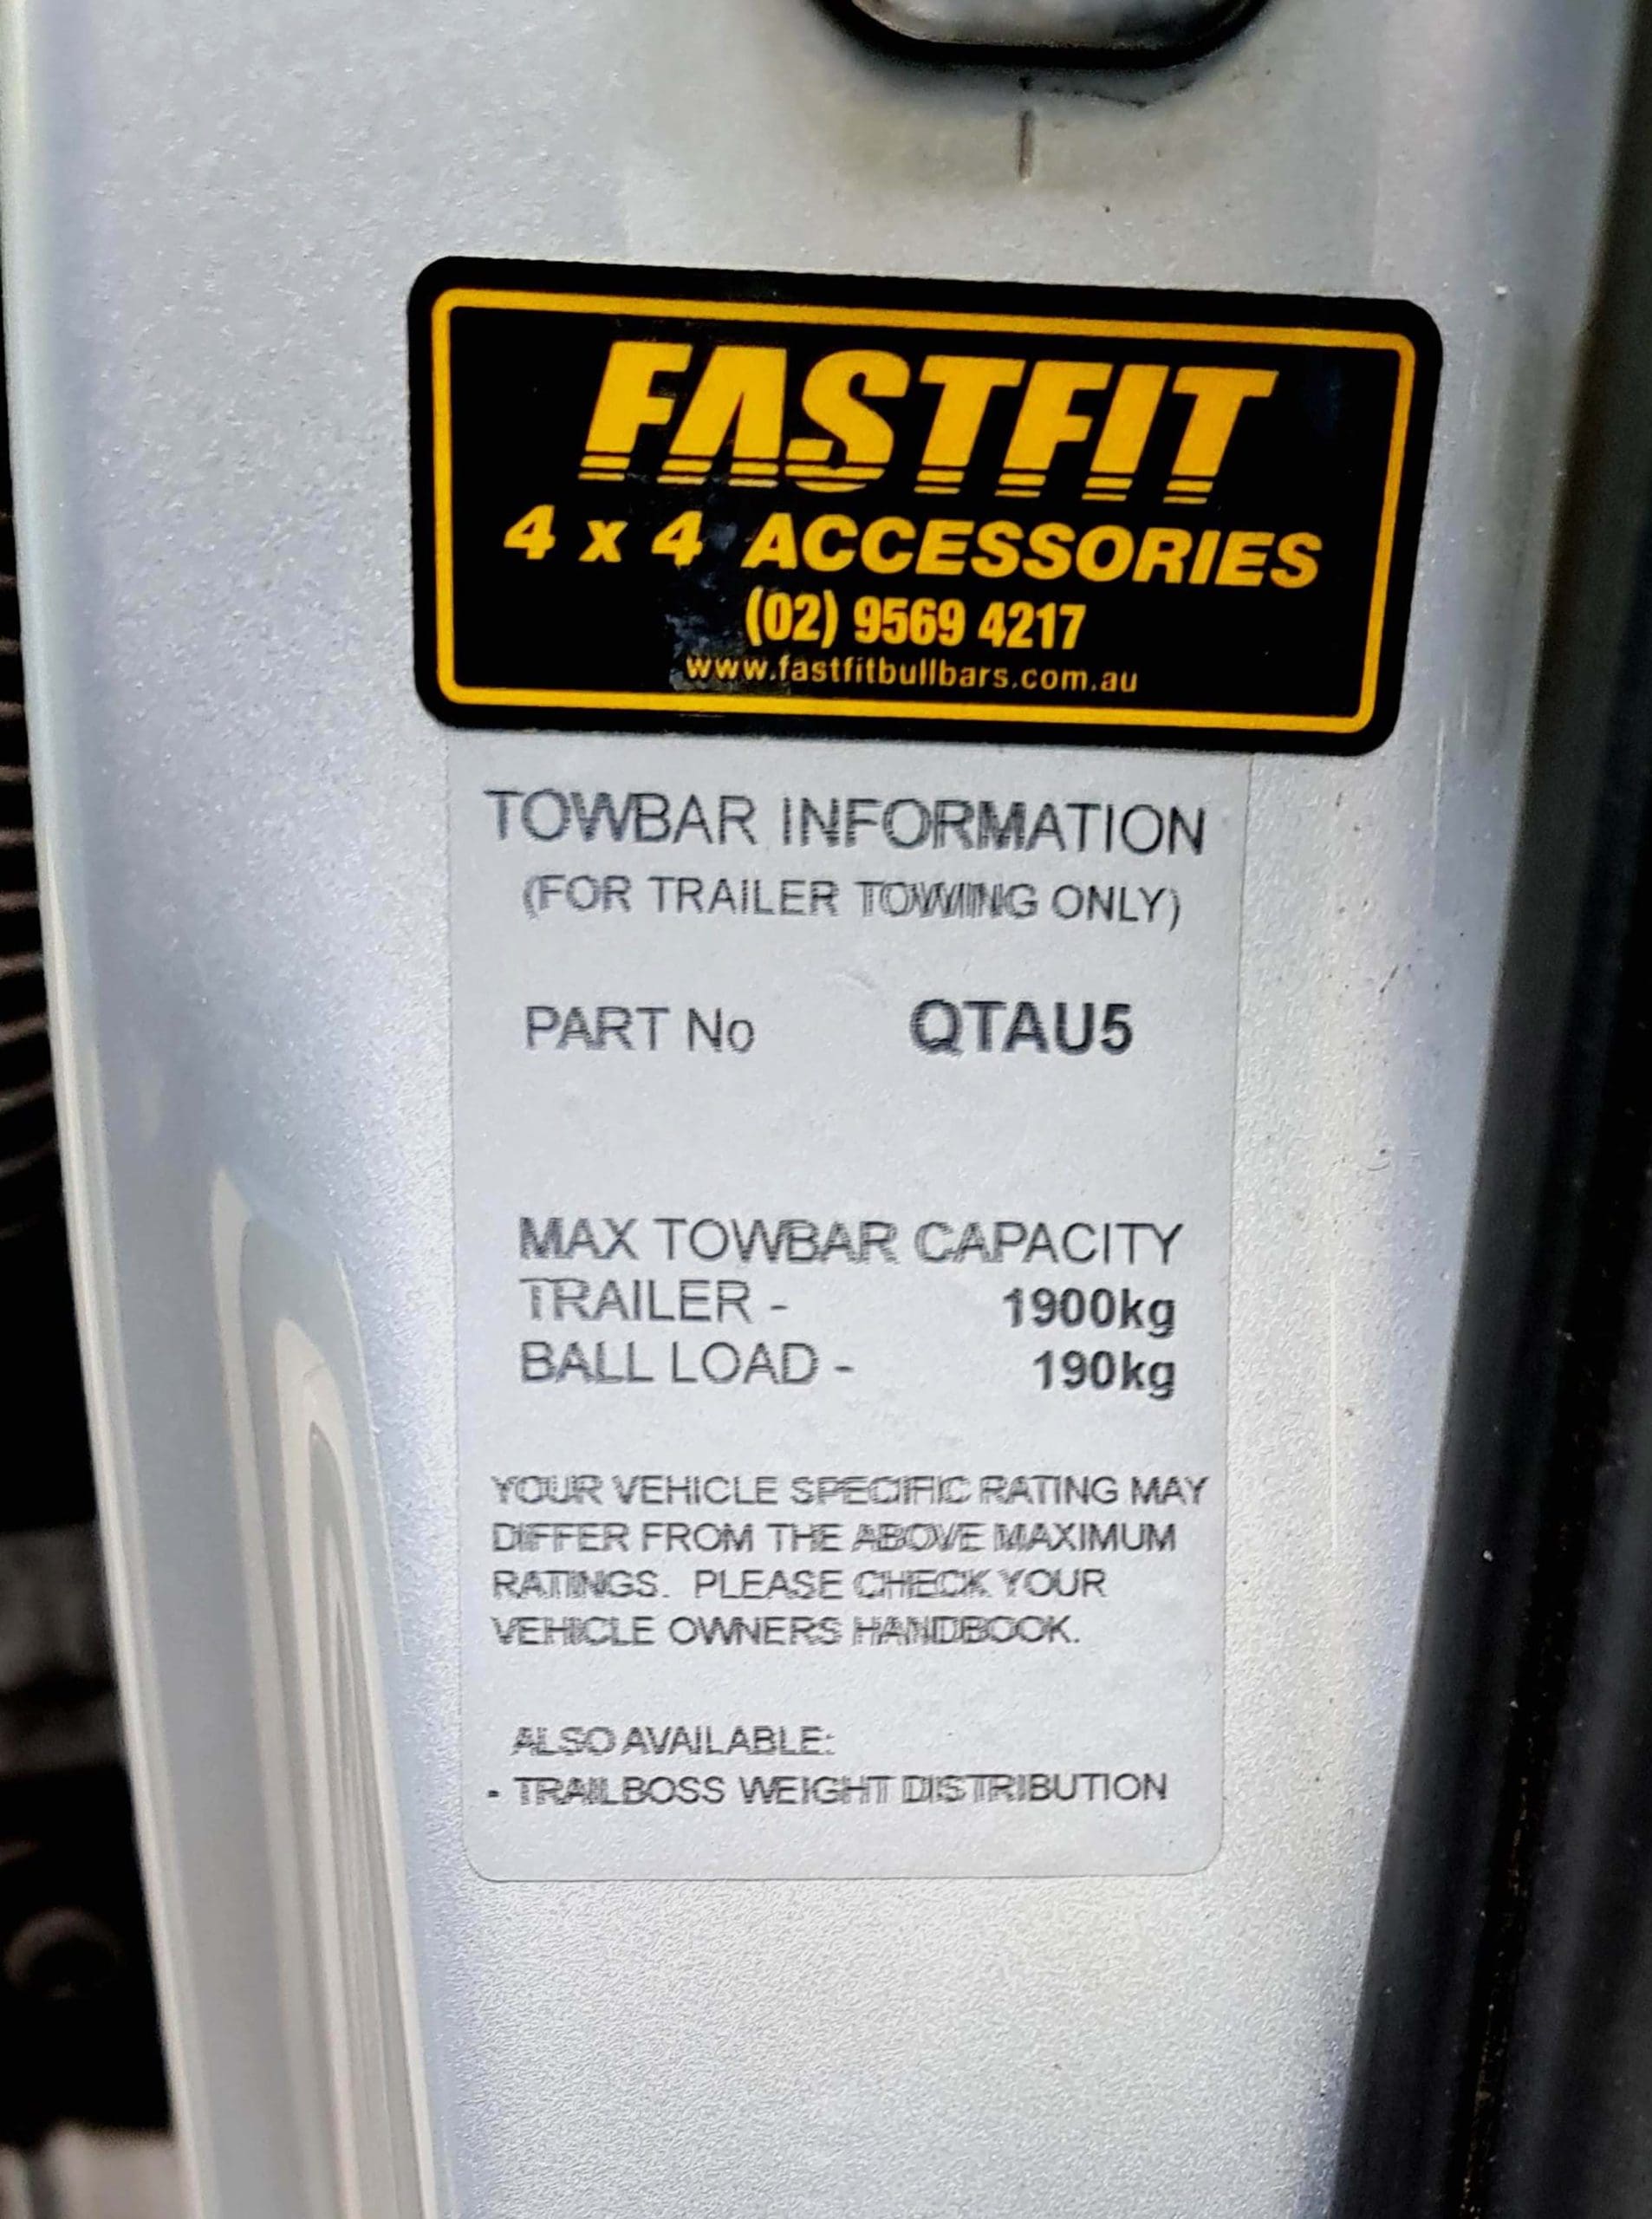 FASTFIT
4 x 4 ACCESSORIES
(02) 9569 4217
www.fastfitbullbars.com.au
TOWBAR INFORMATION
(FOR TRAILER TOWING ONLY)
PART No QTAU5
MAX TOWBAR CAPACITY
TRAILER - 1900kg
BALL LOAD - 190kg
YOUR VEHICLE SPECIFIC RATING MAY
DIFFER FROM THE ABOVE MAXIMUM
RATINGS. PLEASE CHECK YOUR
VEHICLE OWNERS HANDBOOK.
ALSO AVAILABLE:
- TRAILBOSS WEIGHT DISTRIBUTION